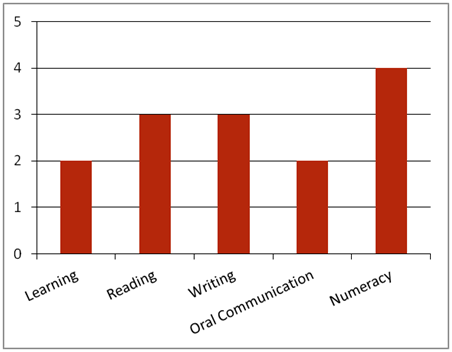 5
4
3
2
1
0
Learning
Reading
Writing
Oral Communication
Numeracy